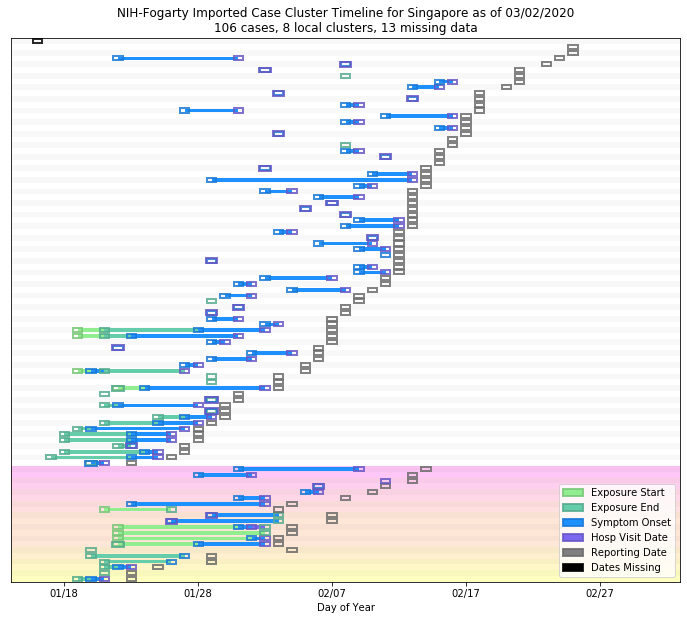 NIH-Fogarty Imported Case Cluster Timeline for Singapore as of 03/02/2020
106 cases, 8 local clusters, 13 missing data
Exposure Start
Exposure End
Symptom Onset
Hosp Visit Date
Reporting Date
Dates Missing
01/18 01/28 02/07 02/17 02/27
Day of Year